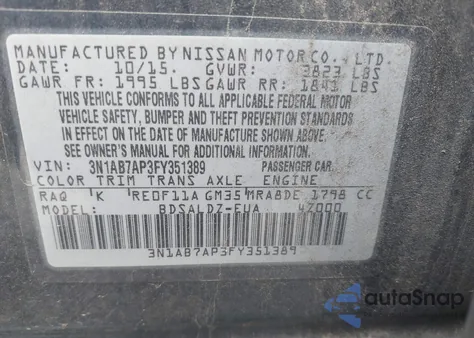 MANUFACTURED BY NISSAN MOTOR CO., LTD.
DATE: 10/15. GVWR: 3823 LBS
GAWR FR: 1995 LBS GAWR RR: 1841 LBS
THIS VEHICLE CONFORMS TO ALL APPLICABLE FEDERAL MOTOR
VEHICLE SAFETY, BUMPER AND THEFT PREVENTION STANDARDS
IN EFFECT ON THE DATE OF MANUFACTURE SHOWN ABOVE.
SEE OWNER'S MANUAL FOR ADDITIONAL INFORMATION.
VIN: 3N1AB7AP3FY351389 PASSENGER CAR
COLOR TRIM TRANS AXLE ENGINE
RAQ K RE0F11A GM35 MRA8DE 1798 CC
MODEL: BDSALDZ-EUA 4Z000
3N1AB7AP3FY351389
autoSnap